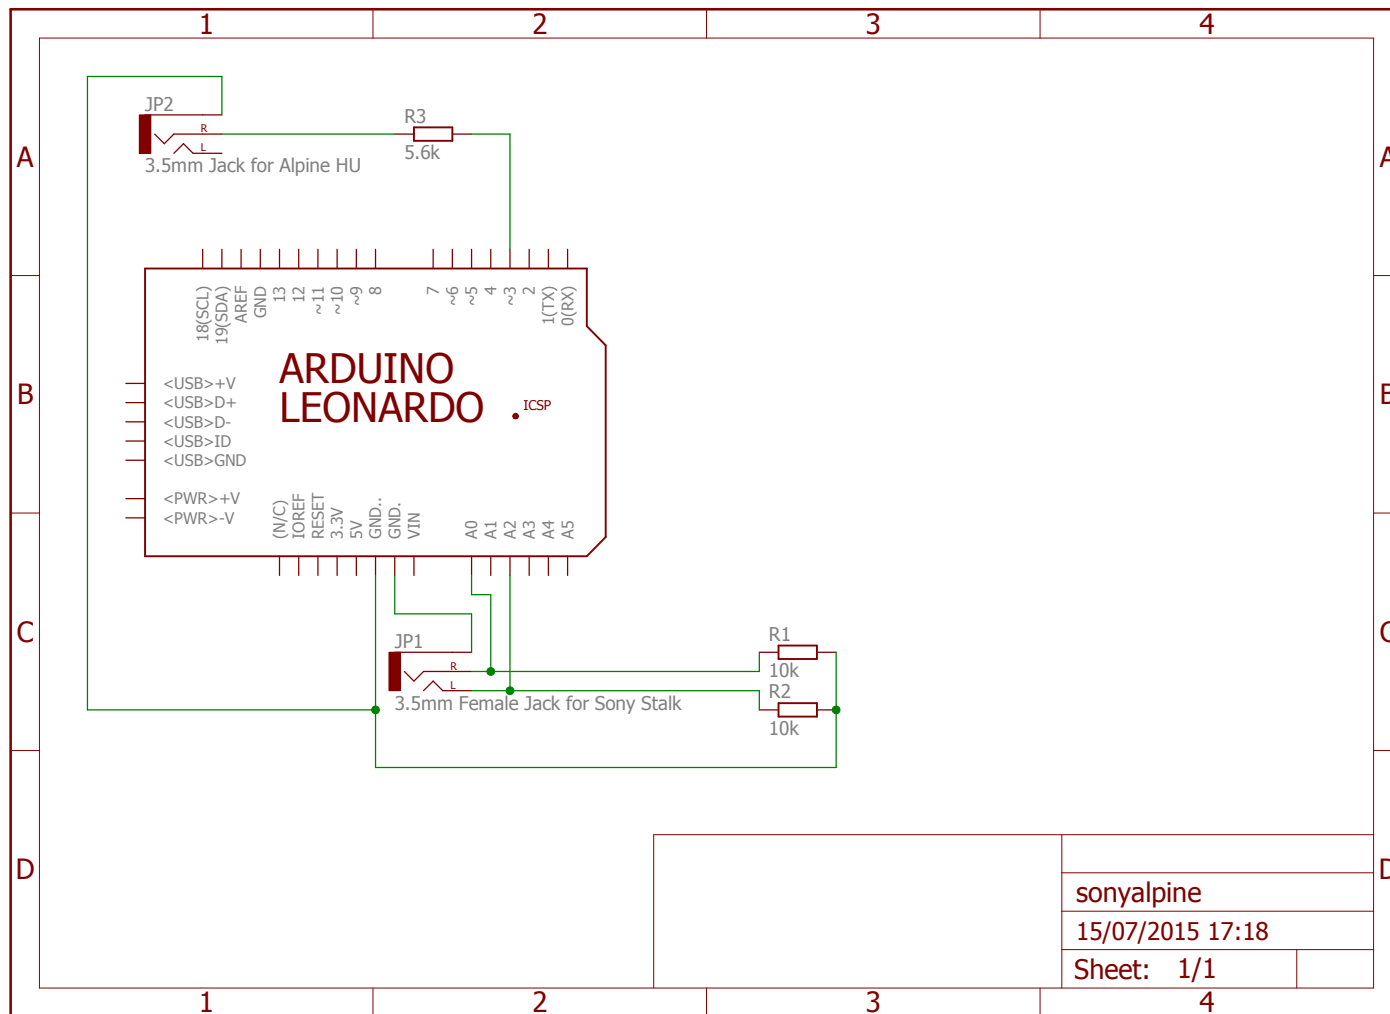 1 2 3 4
A A
JP2
R
L
3.5mm Jack for Alpine HU
R3
5.6k
18(SCL)
19(SDA)
AREF
GND
13
12
~11
~10
~9
8
7
~6
~5
4
~3
2
1(TX)
0(RX)
ARDUINO
LEONARDO
ICSP
B B
<USB>+V
<USB>D+
<USB>D-
<USB>ID
<USB>GND
<PWR>+V
<PWR>-V
(N/C)
IOREF
RESET
3.3V
5V
GND..
GND.
VIN
A0
A1
A2
A3
A4
A5
C C
JP1
R
L
3.5mm Female Jack for Sony Stalk
R1
10k
R2
10k
D D
sonyalpine
15/07/2015 17:18
Sheet: 1/1
1 2 3 4